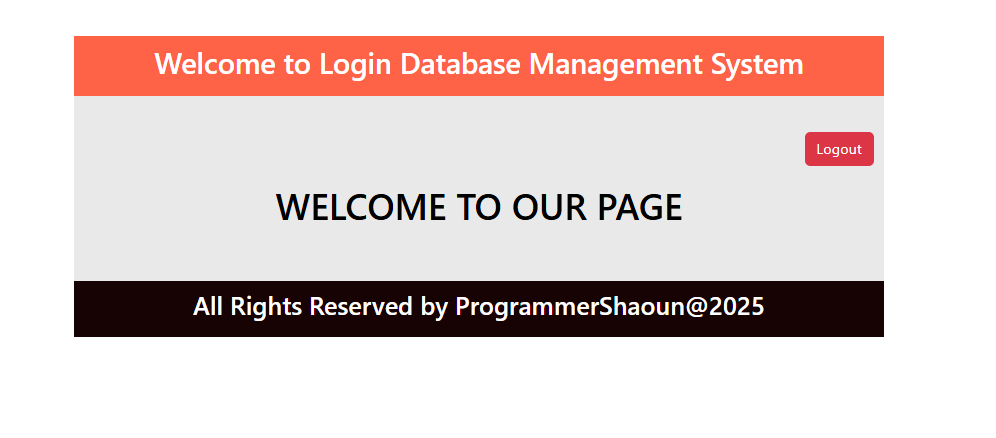 Welcome to Login Database Management System
Logout
WELCOME TO OUR PAGE
All Rights Reserved by ProgrammerShaoun@2025